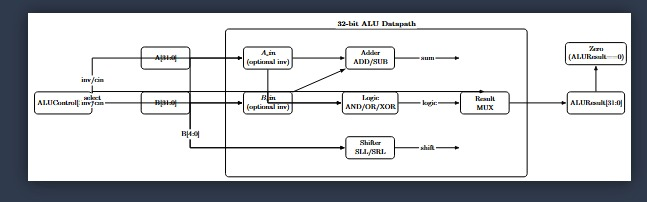 32-bit ALU Datapath
A[31:0]
A_in
(optional inv)
Adder
ADD/SUB
sum
Zero
(ALUResult==0)
inv/cin
select
ALUControl[
inv/cin
B[31:0]
B_in
(optional inv)
Logic
AND/OR/XOR
logic
Result
MUX
ALUResult[31:0]
B[4:0]
Shifter
SLL/SRL
shift